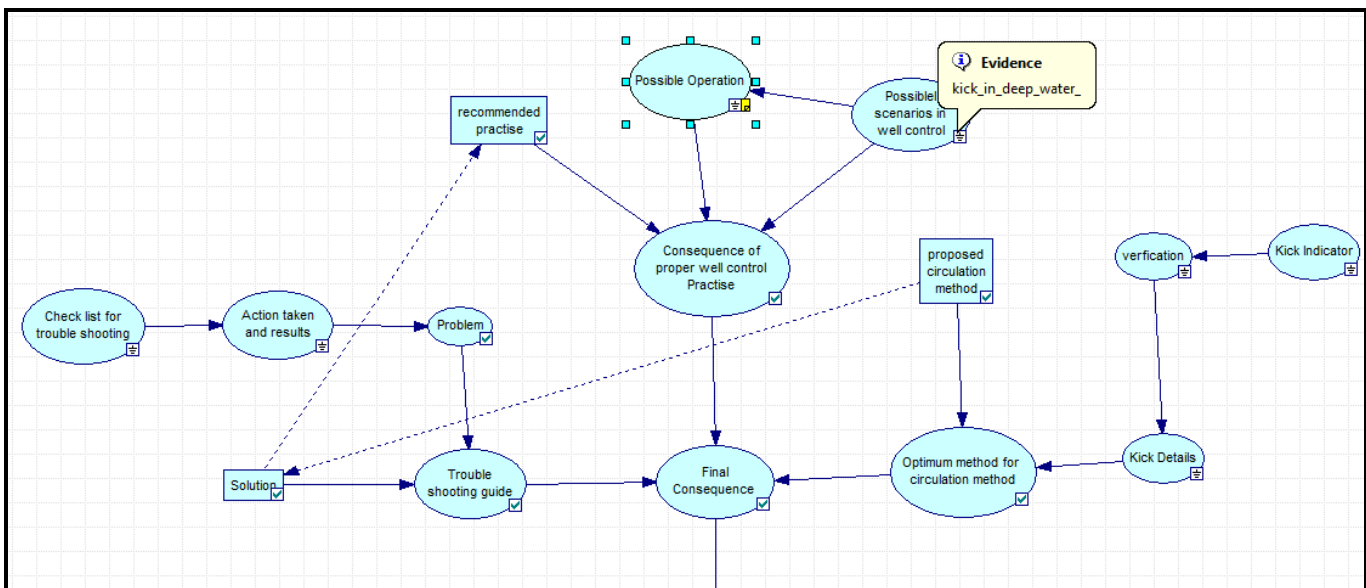 Possible Operation
Evidence
kick_in_deep_water_
Possible
scenarios in
well control
recommended
practise
Consequence of
proper well control
Practise
proposed
circulation
method
verfication
Kick Indicator
Check list for
trouble shooting
Action taken
and results
Problem
Solution
Trouble
shooting guide
Final
Consequence
Optimum method for
circulation method
Kick Details